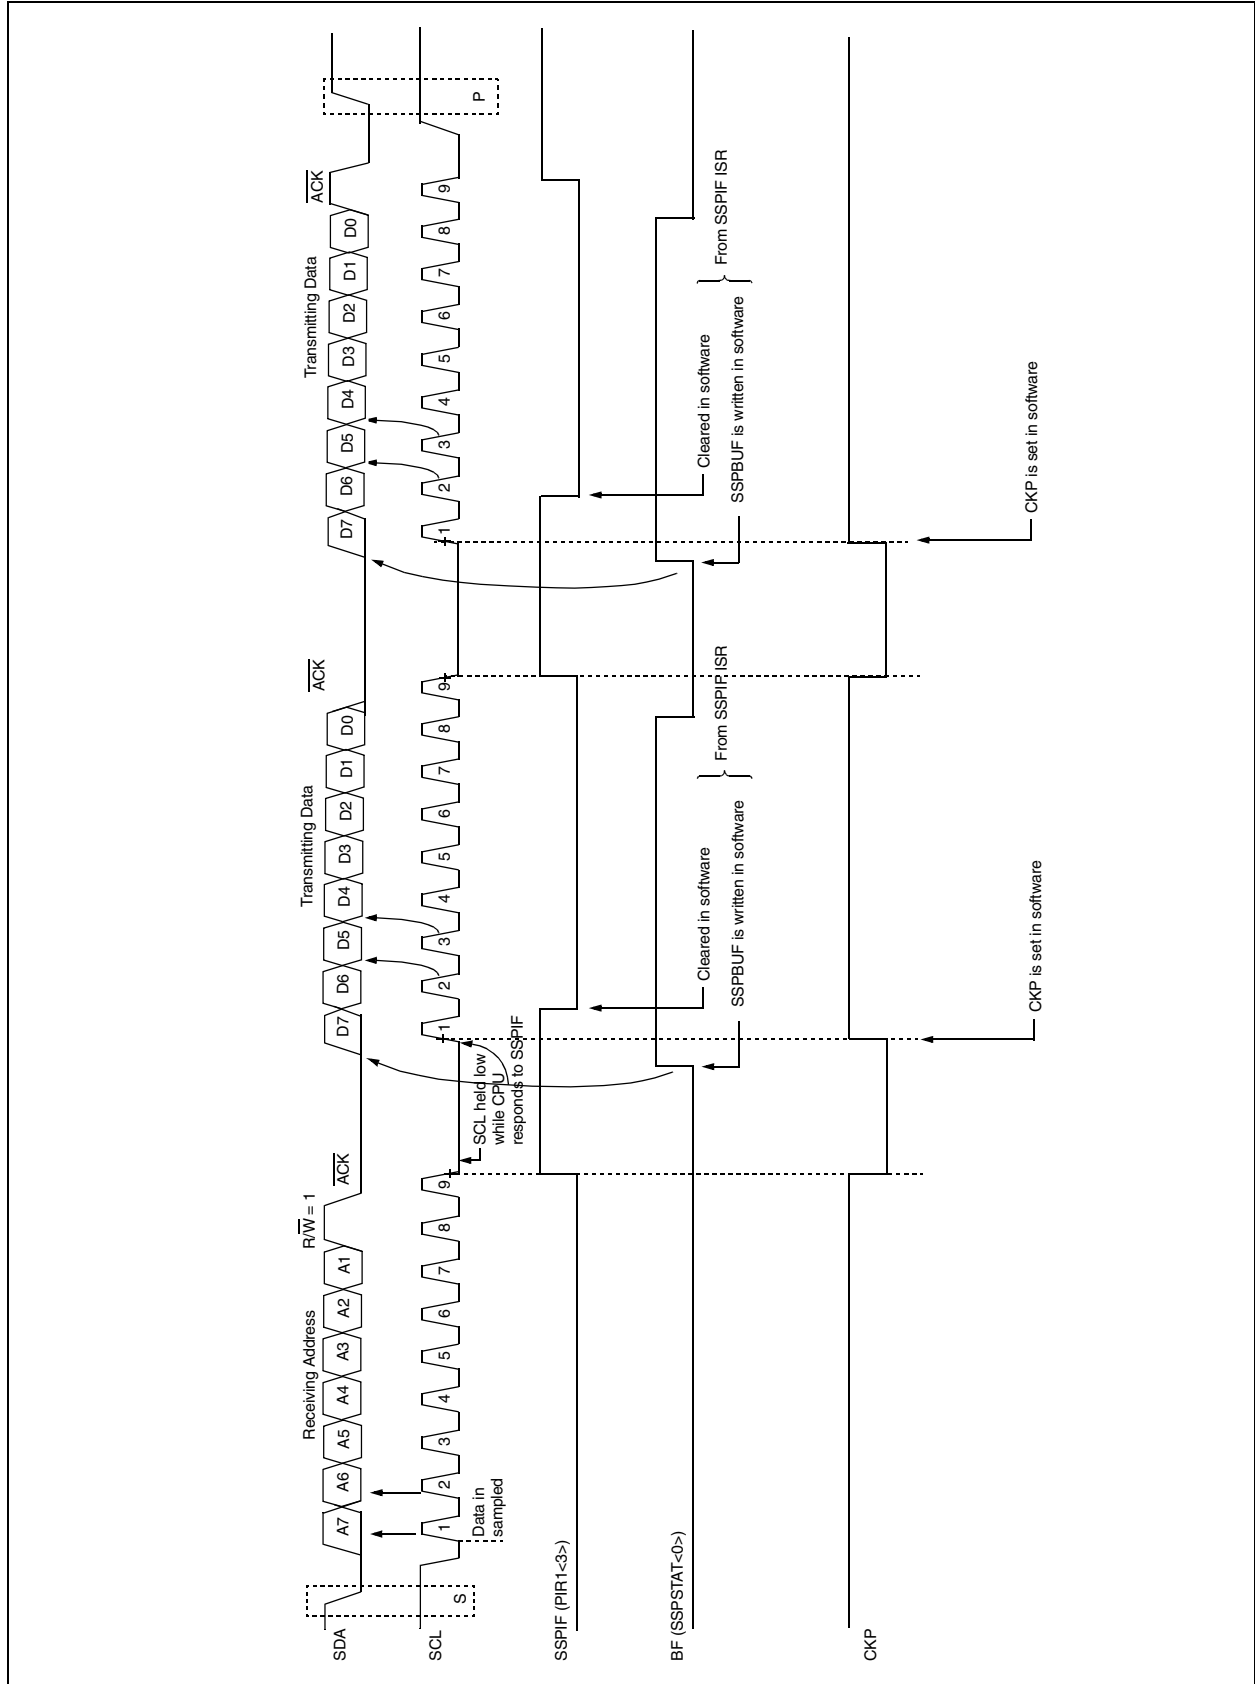 Receiving Address
R/W = 1
ACK
Transmitting Data
ACK
Transmitting Data
ACK
SDA
A7 A6 A5 A4 A3 A2 A1
D7 D6 D5 D4 D3 D2 D1 D0
D7 D6 D5 D4 D3 D2 D1 D0
SCL
1 2 3 4 5 6 7 8 9
1 2 3 4 5 6 7 8 9
1 2 3 4 5 6 7 8 9
S
Data in
sampled
SCL held low
while CPU
responds to SSPIF
P
SSPIF (PIR1<3>)
BF (SSPSTAT<0>)
Cleared in software
SSPBUF is written in software
From SSPIF ISR
Cleared in software
SSPBUF is written in software
From SSPIF ISR
CKP
CKP is set in software
CKP is set in software